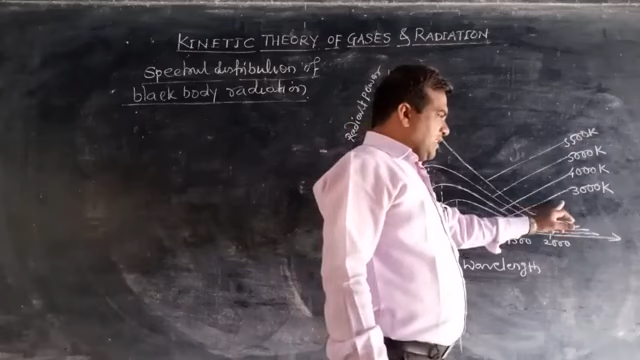 KINETIC THEORY OF GASES & RADIATION
Spectral distribution of
black body radiation
Radiant power
5500K
5000K
4000K
3000K
2000
Wavelength